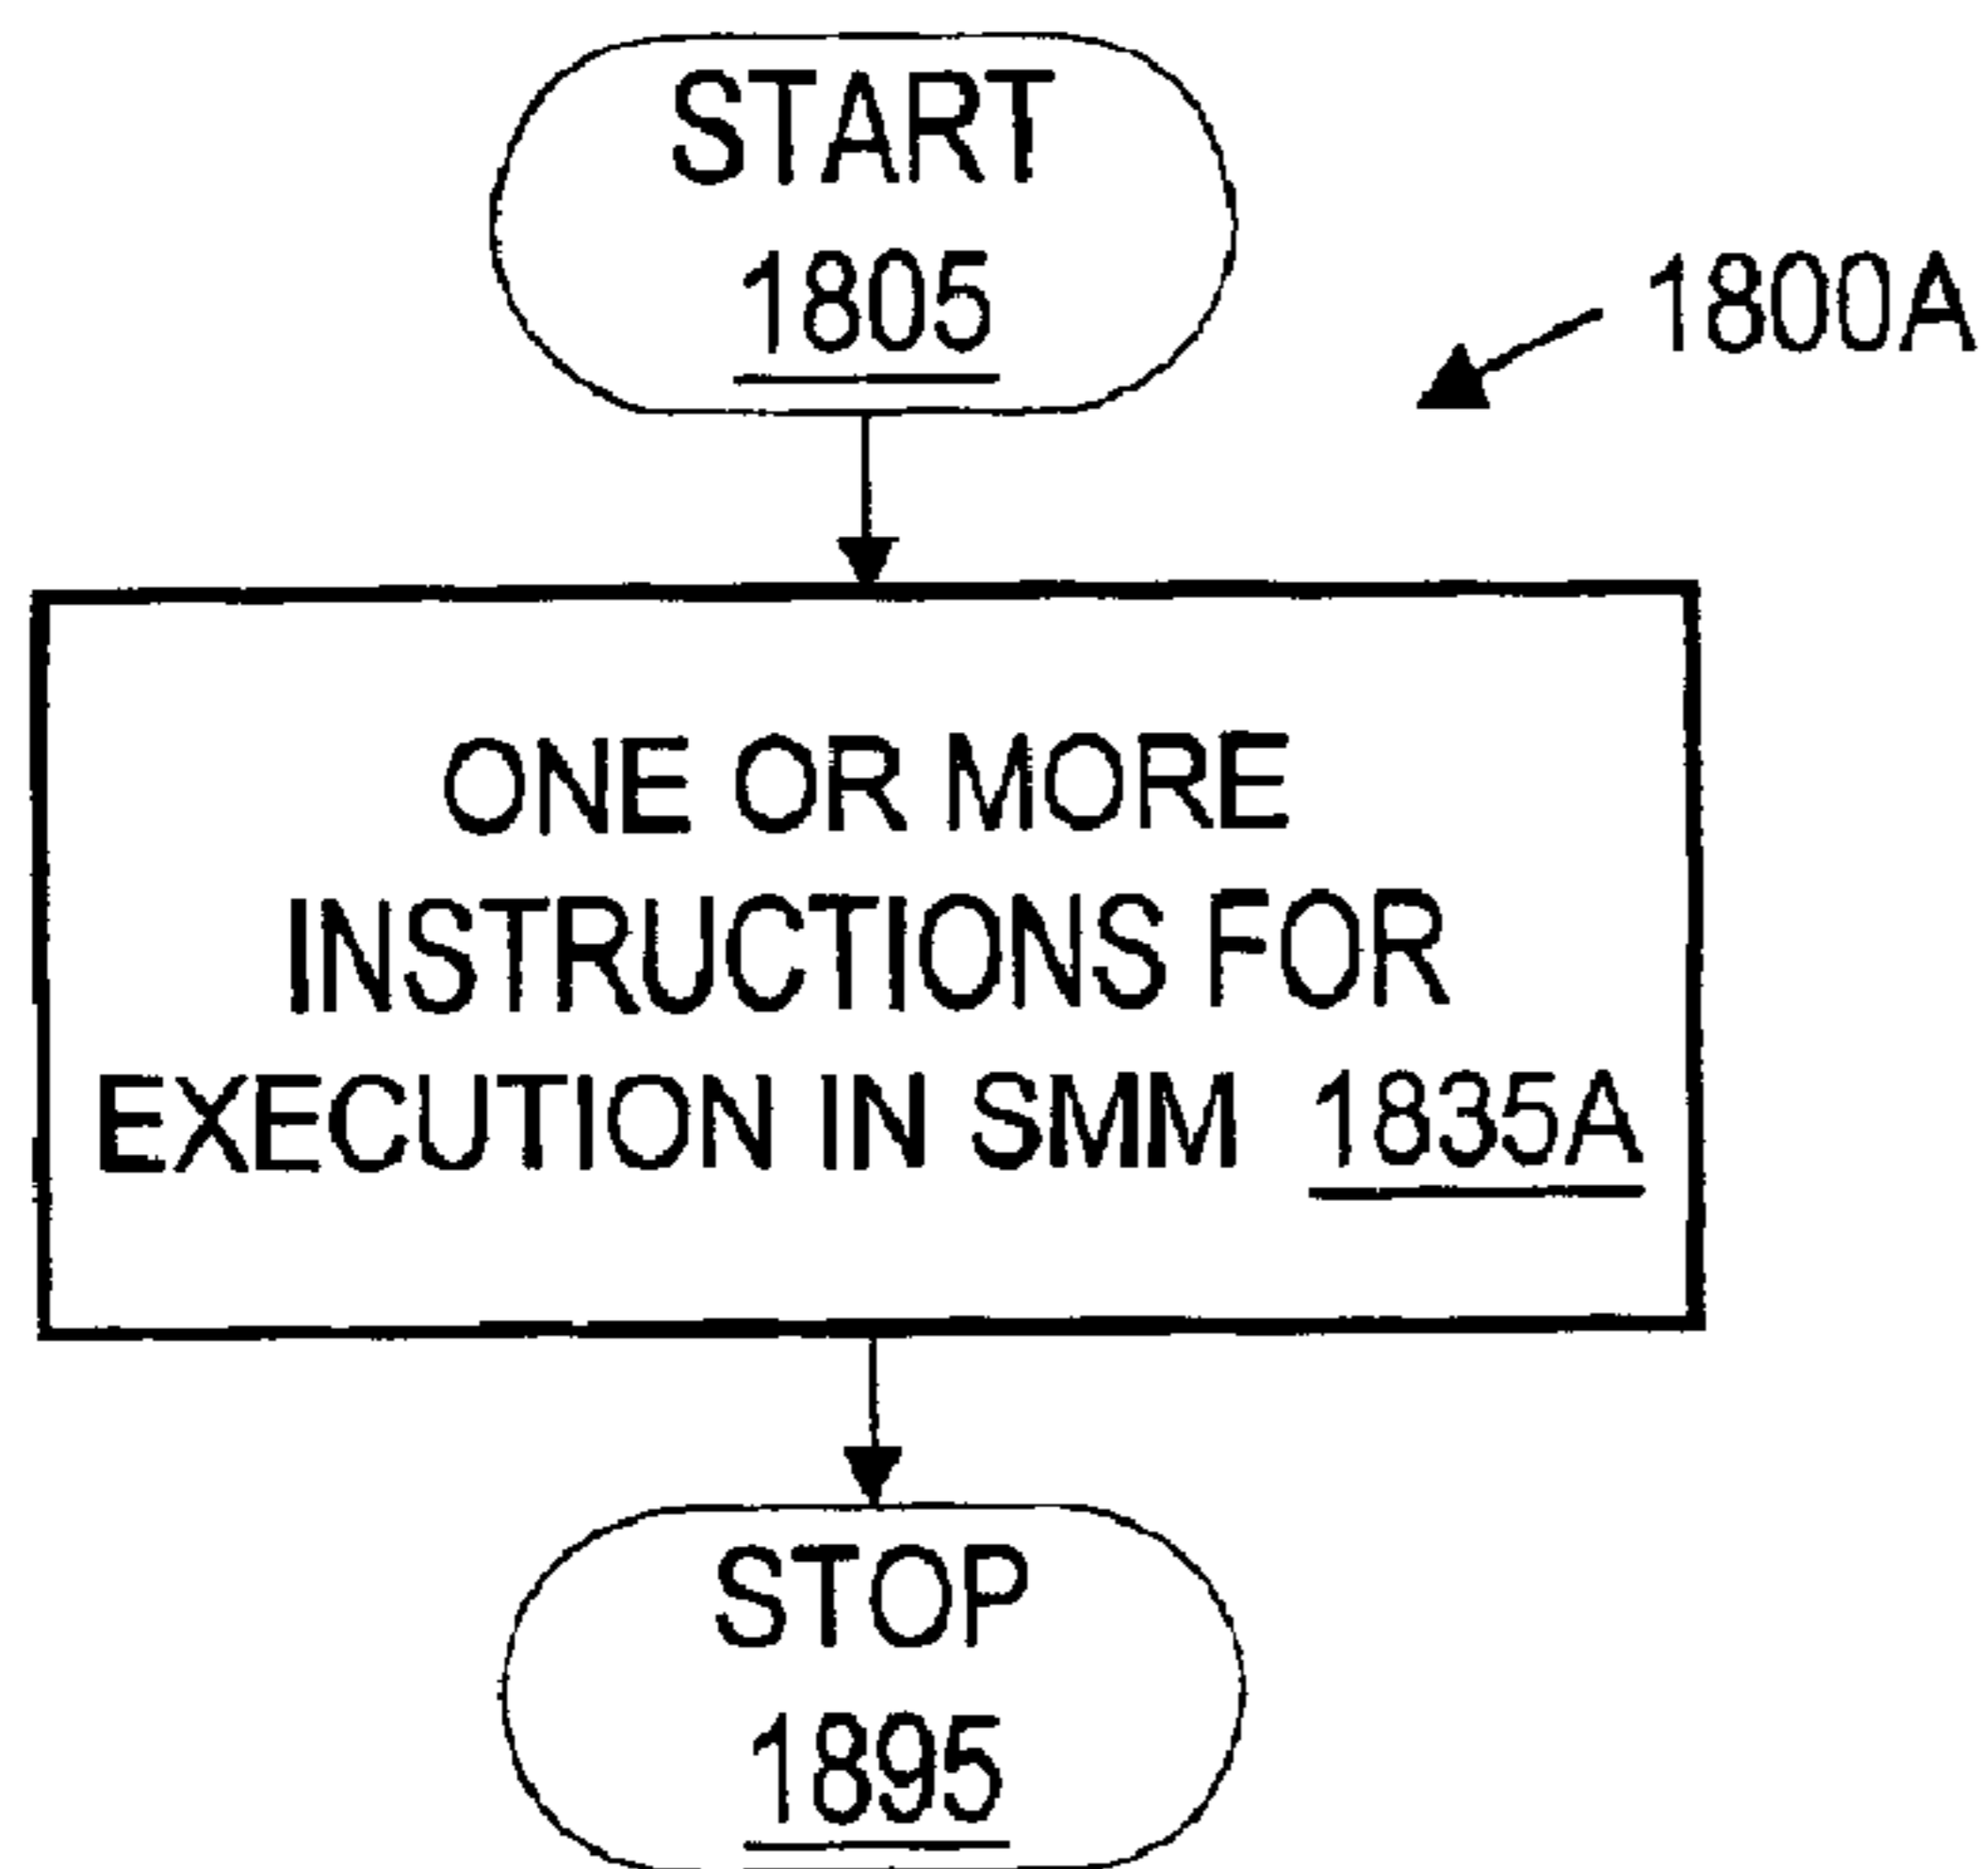 START
1805
1800A
ONE OR MORE
INSTRUCTIONS FOR
EXECUTION IN SMM 1835A
STOP
1895